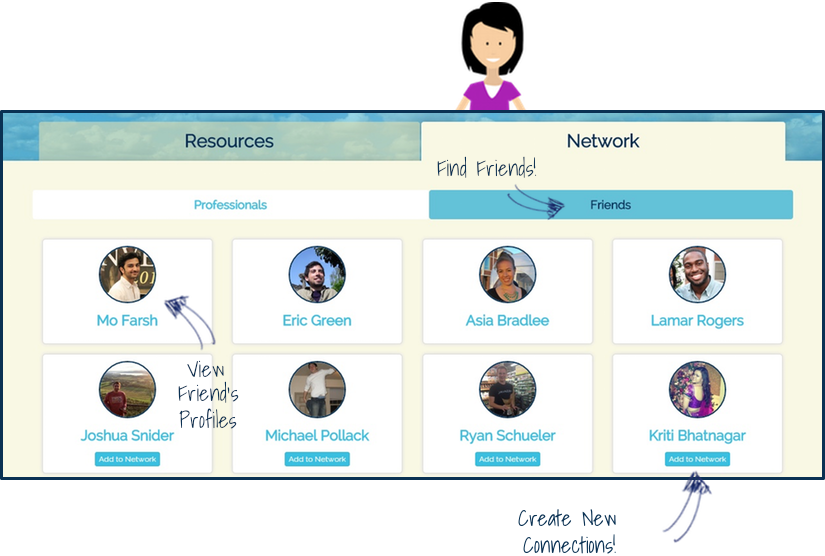 Resources
Network
Find Friends!
Professionals
Friends
Mo Farsh
Eric Green
Asia Bradlee
Lamar Rogers
View
Friend's
Profiles
Joshua Snider
Michael Pollack
Ryan Schueler
Kriti Bhatnagar
Add to Network
Add to Network
Add to Network
Add to Network
Create New
Connections!